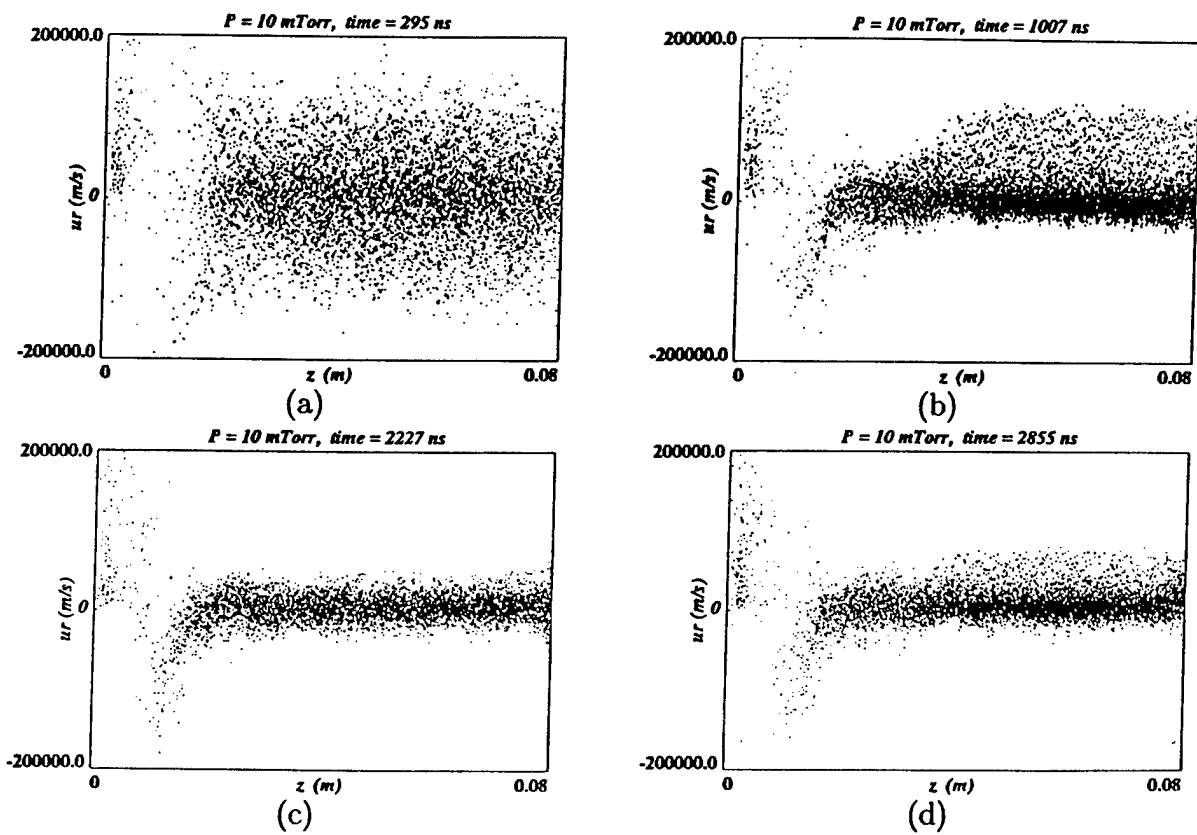 P = 10 mTorr, time = 295 ns
200000.0
ur (m/s)
0
-200000.0
0
z (m)
0.08
(a)
P = 10 mTorr, time = 1007 ns
200000.0
ur (m/s)
0
-200000.0
0
z (m)
0.08
(b)
P = 10 mTorr, time = 2227 ns
200000.0
ur (m/s)
0
-200000.0
0
z (m)
0.08
(c)
P = 10 mTorr, time = 2855 ns
200000.0
ur (m/s)
0
-200000.0
0
z (m)
0.08
(d)